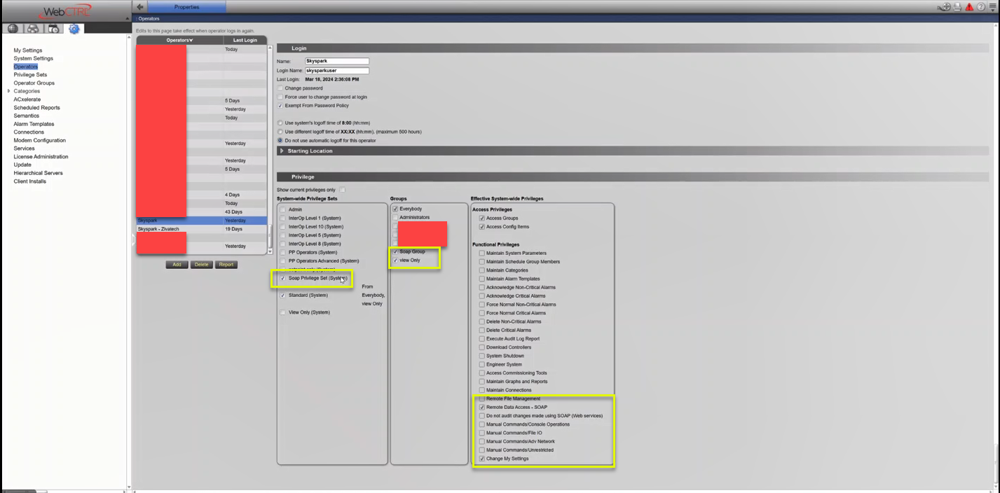 WebCTRL
Properties
: Operators
My Settings
System Settings
Operators
Privilege Sets
Operator Groups
Categories
ACxelerate
Scheduled Reports
Semantics
Alarm Templates
Connections
Modem Configuration
Services
License Administration
Update
Hierarchical Servers
Client Installs
Edits to this page take effect when operator logs in again.
Operators Last Login
Today
5 Days
Yesterday
Today
Yesterday
Yesterday
5 Days
4 Days
Today
43 Days
Skyspark Yesterday
Skyspark - Zivatech 19 Days
Yesterday
Add Delete Report
Login
Name: Skyspark
Login Name: skysparkuser
Last Login: Mar 18, 2024 2:36:08 PM
Change password
Force user to change password at login
Exempt From Password Policy
Use system's logoff time of 8:00 (hh:mm)
Use different logoff time of XX:XX (hh:mm), (maximum 500 hours)
Do not use automatic logoff for this operator
Starting Location
Privilege
Show current privileges only
System-wide Privilege Sets
Admin
InterOp Level 1 (System)
InterOp Level 10 (System)
InterOp Level 5 (System)
InterOp Level 8 (System)
PP Operators (System)
PP Operators Advanced (System)
setpoint only (System)
Soap Privilege Set (System)
Standard (System)
From
Everybody,
view Only
View Only (System)
Groups
Everybody
Administrators
Soap Group
view Only
Effective System-wide Privileges
Access Privileges
Access Groups
Access Config Items
Functional Privileges
Maintain System Parameters
Maintain Schedule Group Members
Maintain Categories
Maintain Alarm Templates
Acknowledge Non-Critical Alarms
Acknowledge Critical Alarms
Force Normal Non-Critical Alarms
Force Normal Critical Alarms
Delete Non-Critical Alarms
Delete Critical Alarms
Execute Audit Log Report
Download Controllers
System Shutdown
Engineer System
Access Commissioning Tools
Maintain Graphs and Reports
Maintain Connections
Remote File Management
Remote Data Access - SOAP
Do not audit changes made using SOAP (Web services)
Manual Commands/Console Operations
Manual Commands/File IO
Manual Commands/Adv Network
Manual Commands/Unrestricted
Change My Settings